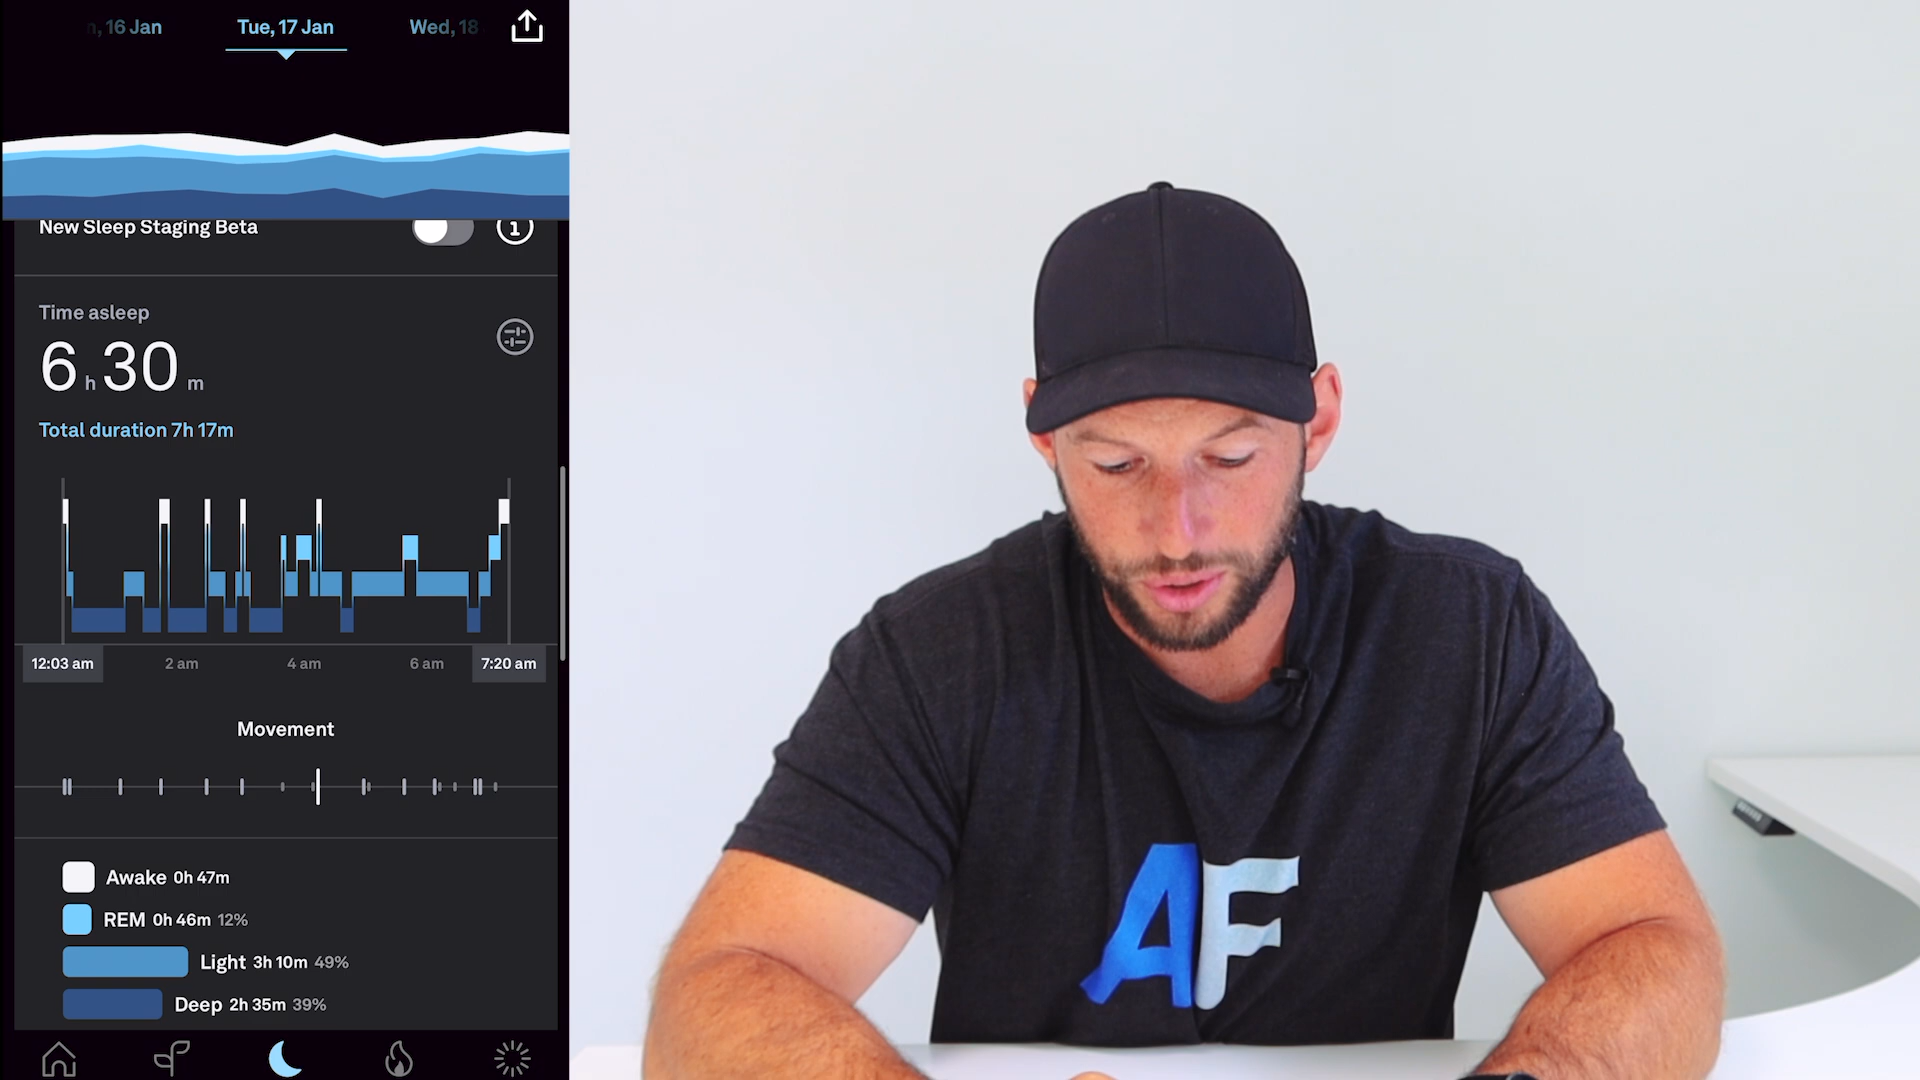 n, 16 Jan
Tue, 17 Jan
Wed, 18
New Sleep Staging Beta
Time asleep
6 h 30 m
Total duration 7h 17m
12:03 am
2 am
4 am
6 am
7:20 am
Movement
Awake 0h 47m
REM 0h 46m 12%
Light 3h 10m 49%
Deep 2h 35m 39%
AF